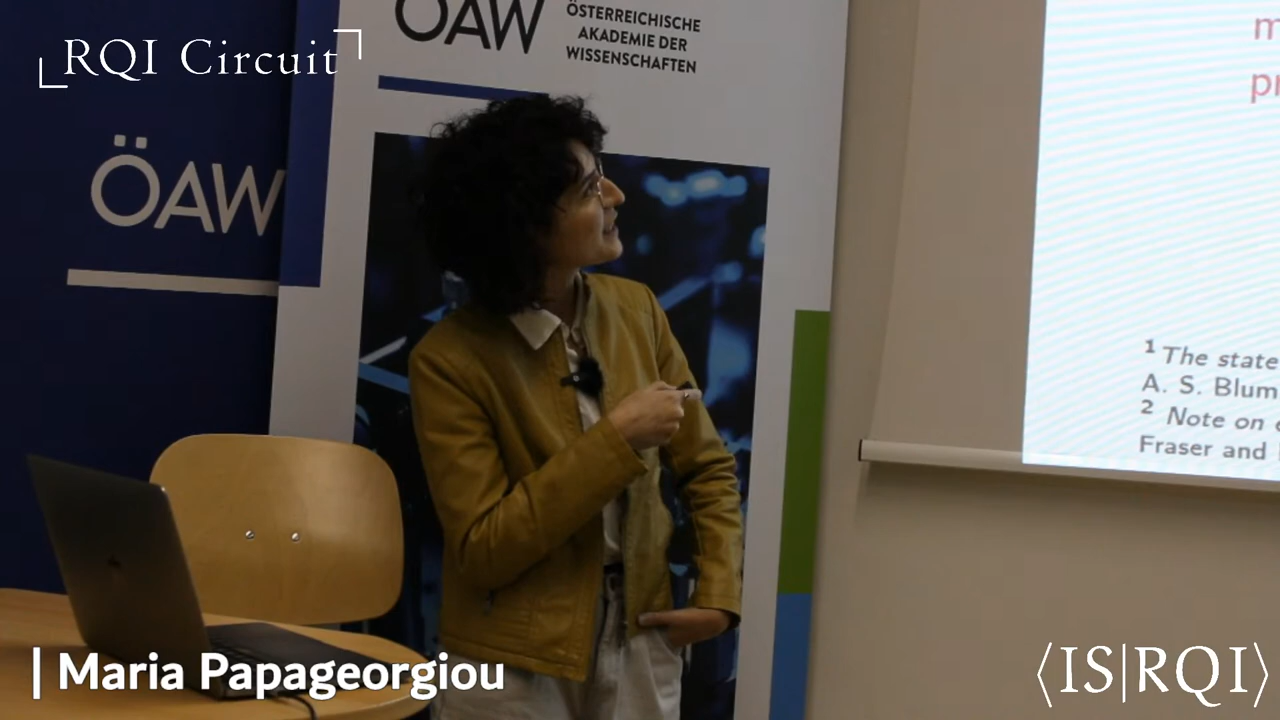 RQI Circuit
ÖAW
ÖSTERREICHISCHE
AKADEMIE DER
WISSENSCHAFTEN
ÖAW
1 The state
A. S. Blum
2 Note on
Fraser and
| Maria Papageorgiou
⟨IS|RQI⟩